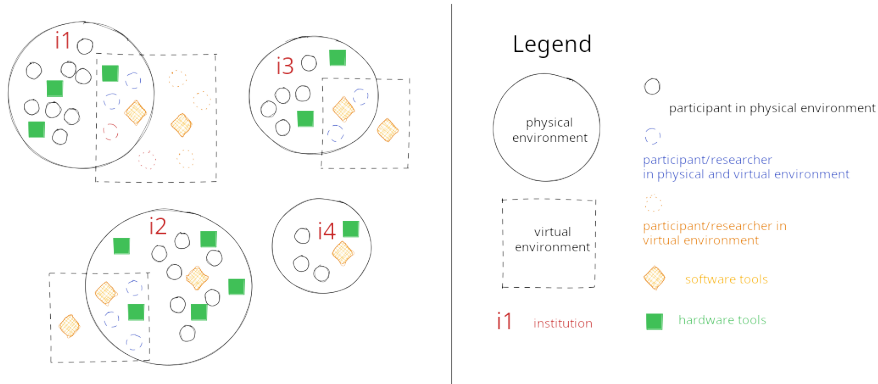 i1
i3
i2
i4
Legend
physical
environment
participant in physical environment
participant/researcher
in physical and virtual environment
virtual
environment
participant/researcher in
virtual environment
software tools
i1
institution
hardware tools